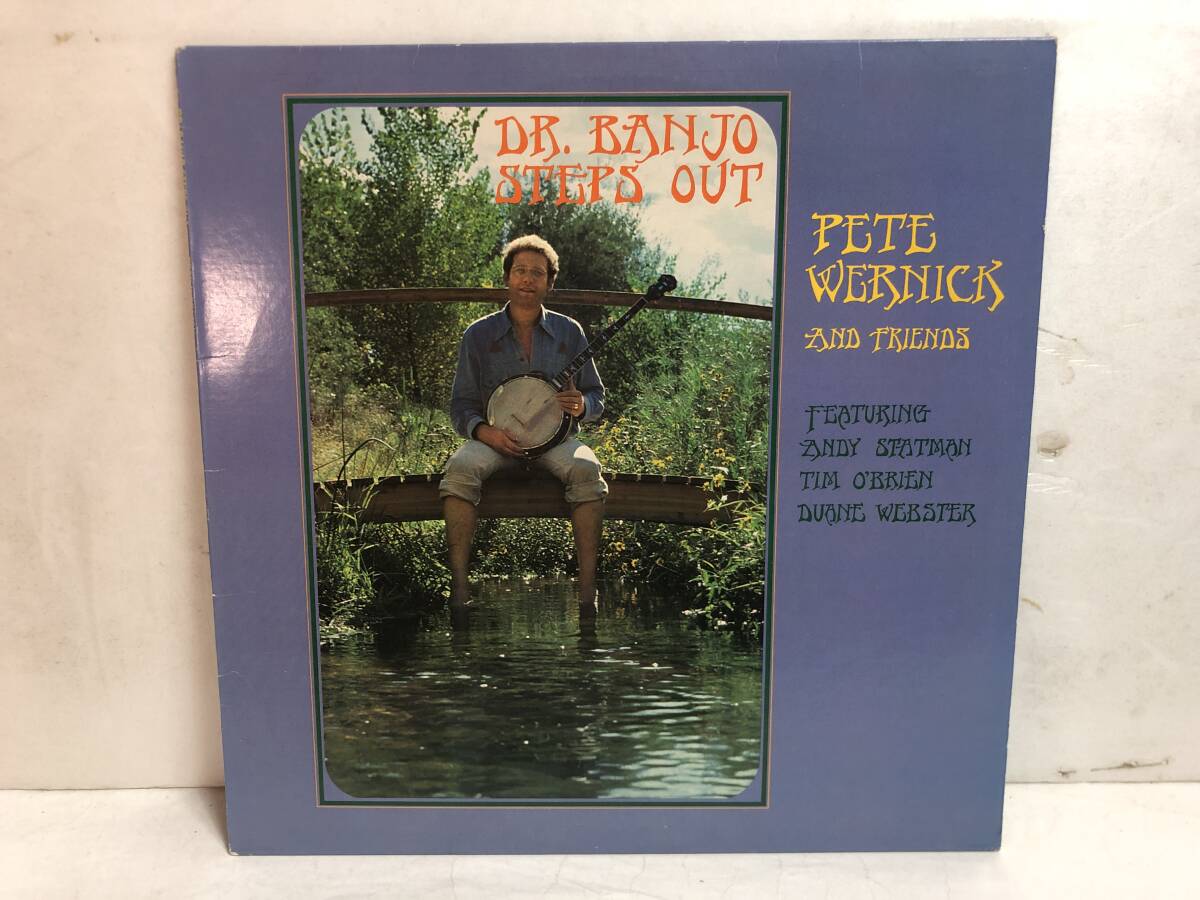 DR. BANJO
STEPS OUT
PETE
WERNICK
AND FRIENDS
FEATURING
ANDY STATMAN
TIM O'BRIEN
DUANE WEBSTER